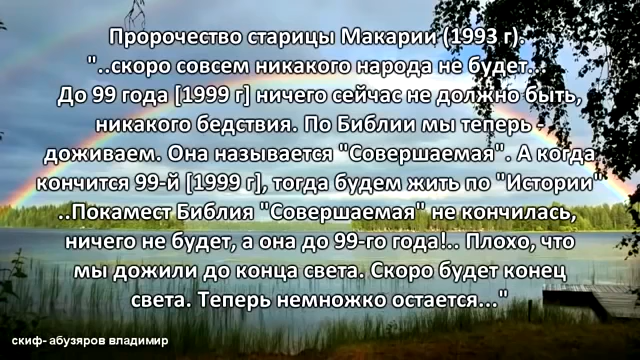 Пророчество старицы Макарии (1993 г).
"..скоро совсем никакого народа не будет...
До 99 года [1999 г] ничего сейчас не должно быть,
никакого бедствия. По Библии мы теперь -
доживаем. Она называется "Совершаемая". А когда
кончится 99-й [1999 г], тогда будем жить по "Истории"
..Покамест Библия "Совершаемая" не кончилась,
ничего не будет, а она до 99-го года!.. Плохо, что
мы дожили до конца света. Скоро будет конец
света. Теперь немножко остается..."
скиф- абузяров владимир